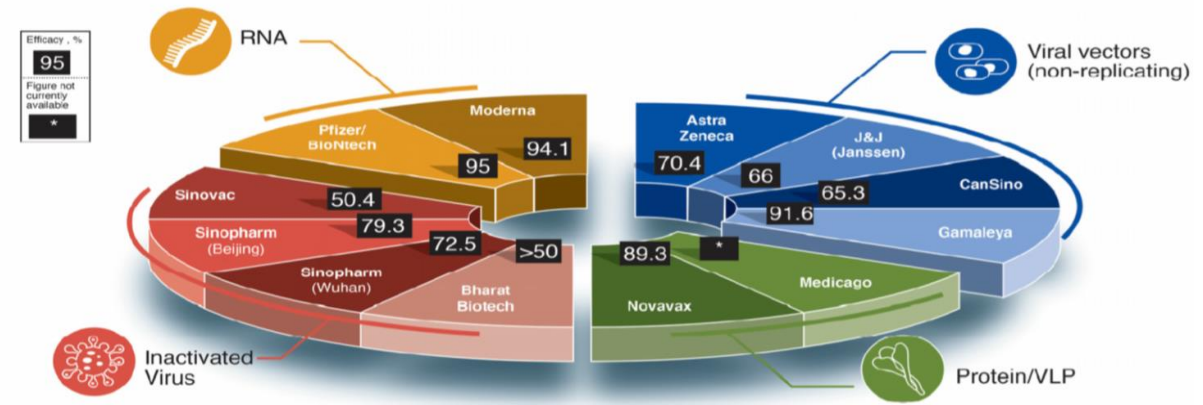 Efficacy , %
95
Figure not
currently
available
*
RNA
Viral vectors
(non-replicating)
Moderna
94.1
Pfizer/
BioNtech
95
Astra
Zeneca
70.4
J&J
(Janssen)
66
CanSino
65.3
Gamaleya
91.6
Sinovac
50.4
Sinopharm
(Beijing)
79.3
Sinopharm
(Wuhan)
72.5
Bharat
Biotech
>50
Novavax
89.3
Medicago
*
Inactivated
Virus
Protein/VLP